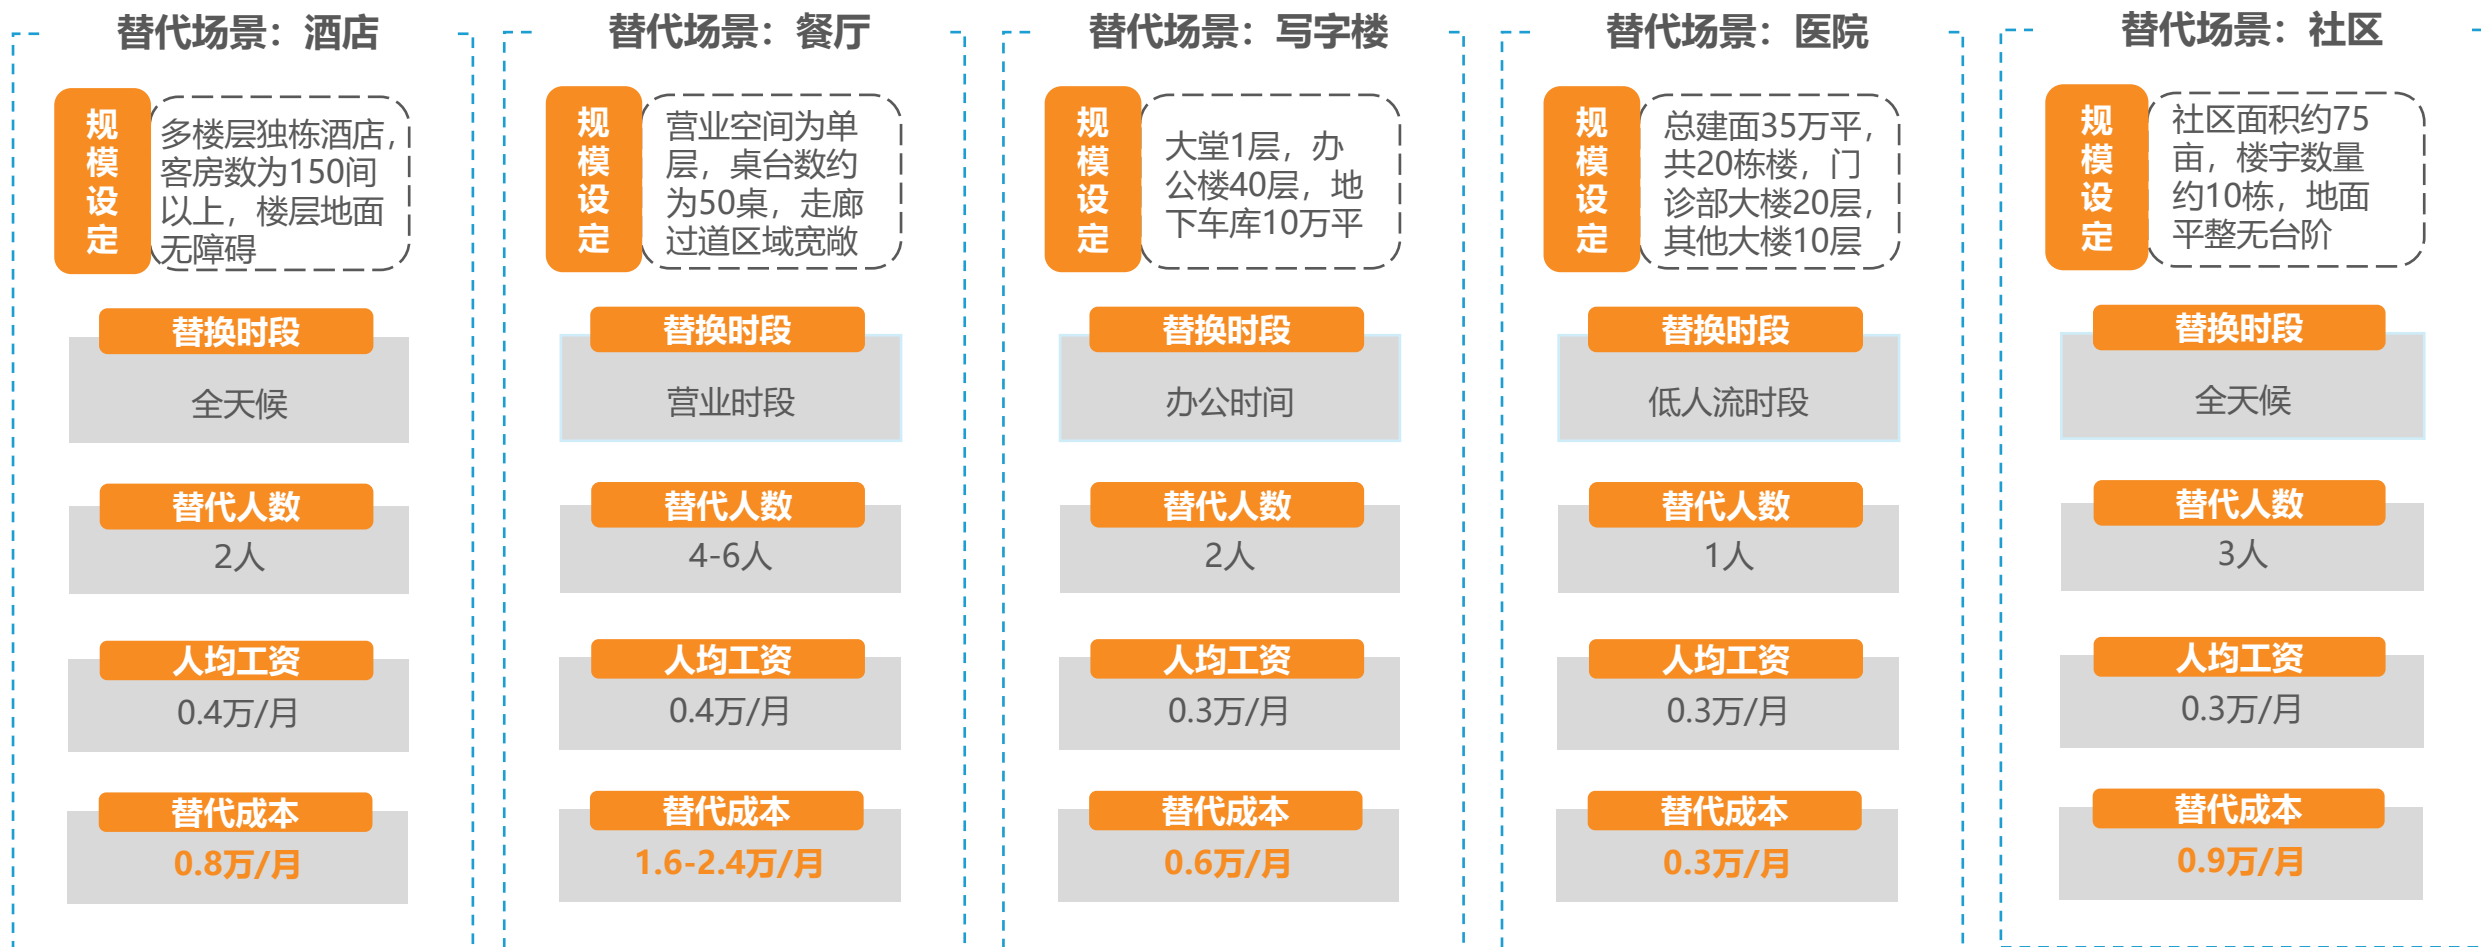 替代场景：酒店
规
模
设
定
多楼层独栋酒店，
客房数为150间
以上，楼层地面
无障碍
替换时段
全天候
替代人数
2人
人均工资
0.4万/月
替代成本
0.8万/月
替代场景：餐厅
规
模
设
定
营业空间为单
层，桌台数约
为50桌，走廊
过道区域宽敞
替换时段
营业时段
替代人数
4-6人
人均工资
0.4万/月
替代成本
1.6-2.4万/月
替代场景：写字楼
规
模
设
定
大堂1层，办
公楼40层，地
下车库10万平
替换时段
办公时间
替代人数
2人
人均工资
0.3万/月
替代成本
0.6万/月
替代场景：医院
规
模
设
定
总建面35万平，
共20栋楼，门
诊部大楼20层，
其他大楼10层
替换时段
低人流时段
替代人数
1人
人均工资
0.3万/月
替代成本
0.3万/月
替代场景：社区
规
模
设
定
社区面积约75
亩，楼宇数量
约10栋，地面
平整无台阶
替换时段
全天候
替代人数
3人
人均工资
0.3万/月
替代成本
0.9万/月